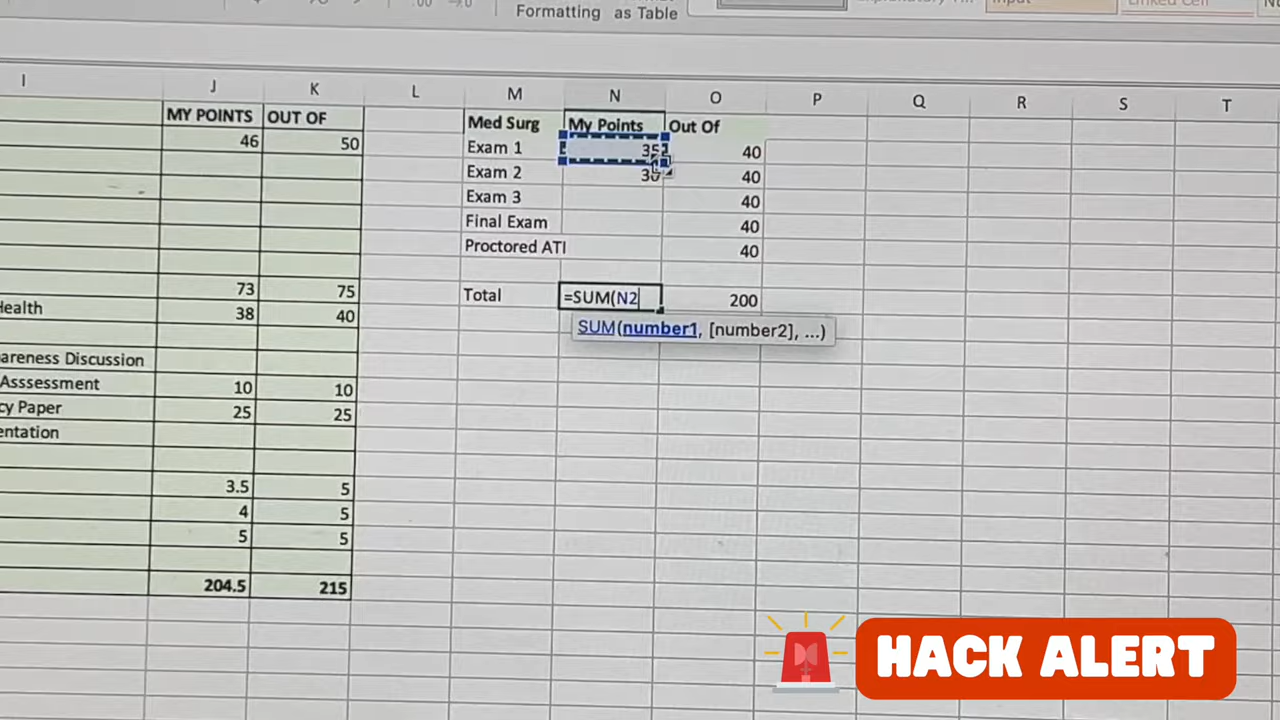 Formatting as Table
I J K L M N O P Q R S T
MY POINTS OUT OF Med Surg My Points Out Of
46 50 Exam 1 35 40
Exam 2 40
Exam 3 40
Final Exam 40
Proctored ATI 40
73 75 Total =SUM(N2 200
Health 38 40
SUM(number1, [number2], ...)
areness Discussion
Asssessment 10 10
cy Paper 25 25
entation
3.5 5
4 5
5 5
204.5 215
HACK ALERT